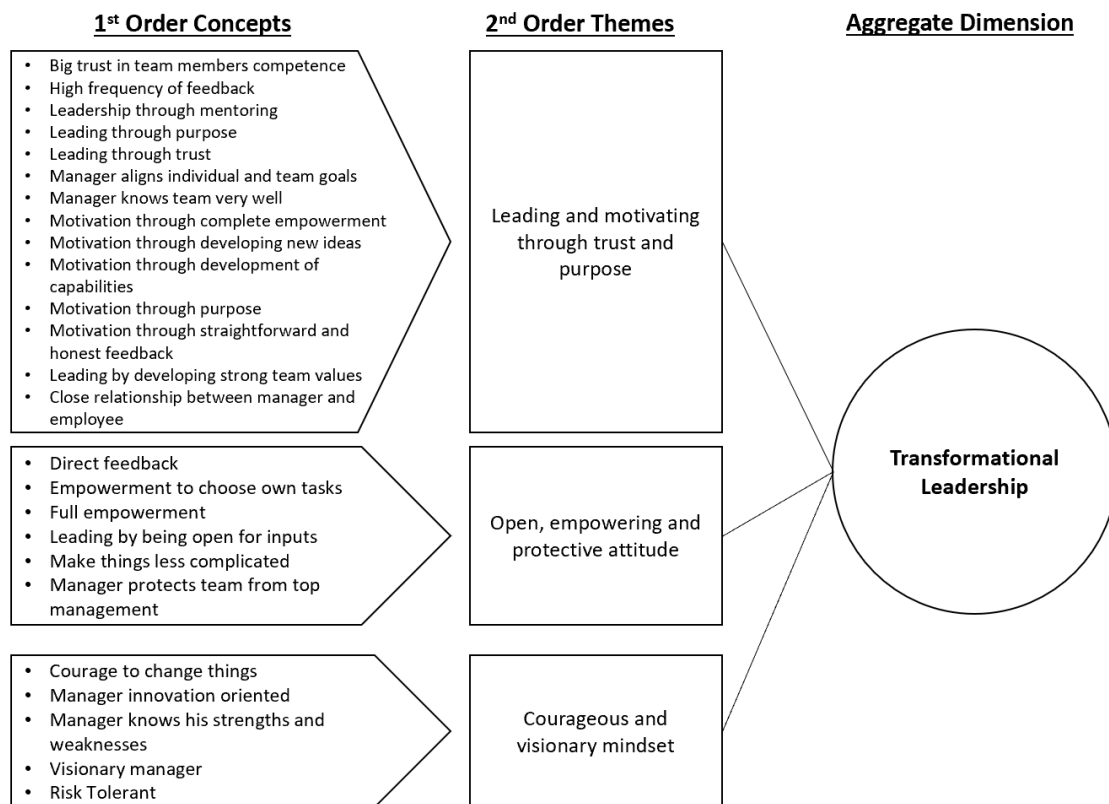 1st Order Concepts
2nd Order Themes
Aggregate Dimension
• Big trust in team members competence
• High frequency of feedback
• Leadership through mentoring
• Leading through purpose
• Leading through trust
• Manager aligns individual and team goals
• Manager knows team very well
• Motivation through complete empowerment
• Motivation through developing new ideas
• Motivation through development of
capabilities
• Motivation through purpose
• Motivation through straightforward and
honest feedback
• Leading by developing strong team values
• Close relationship between manager and
employee
Leading and motivating
through trust and
purpose
• Direct feedback
• Empowerment to choose own tasks
• Full empowerment
• Leading by being open for inputs
• Make things less complicated
• Manager protects team from top
management
Open, empowering and
protective attitude
• Courage to change things
• Manager innovation oriented
• Manager knows his strengths and
weaknesses
• Visionary manager
• Risk Tolerant
Courageous and
visionary mindset
Transformational
Leadership